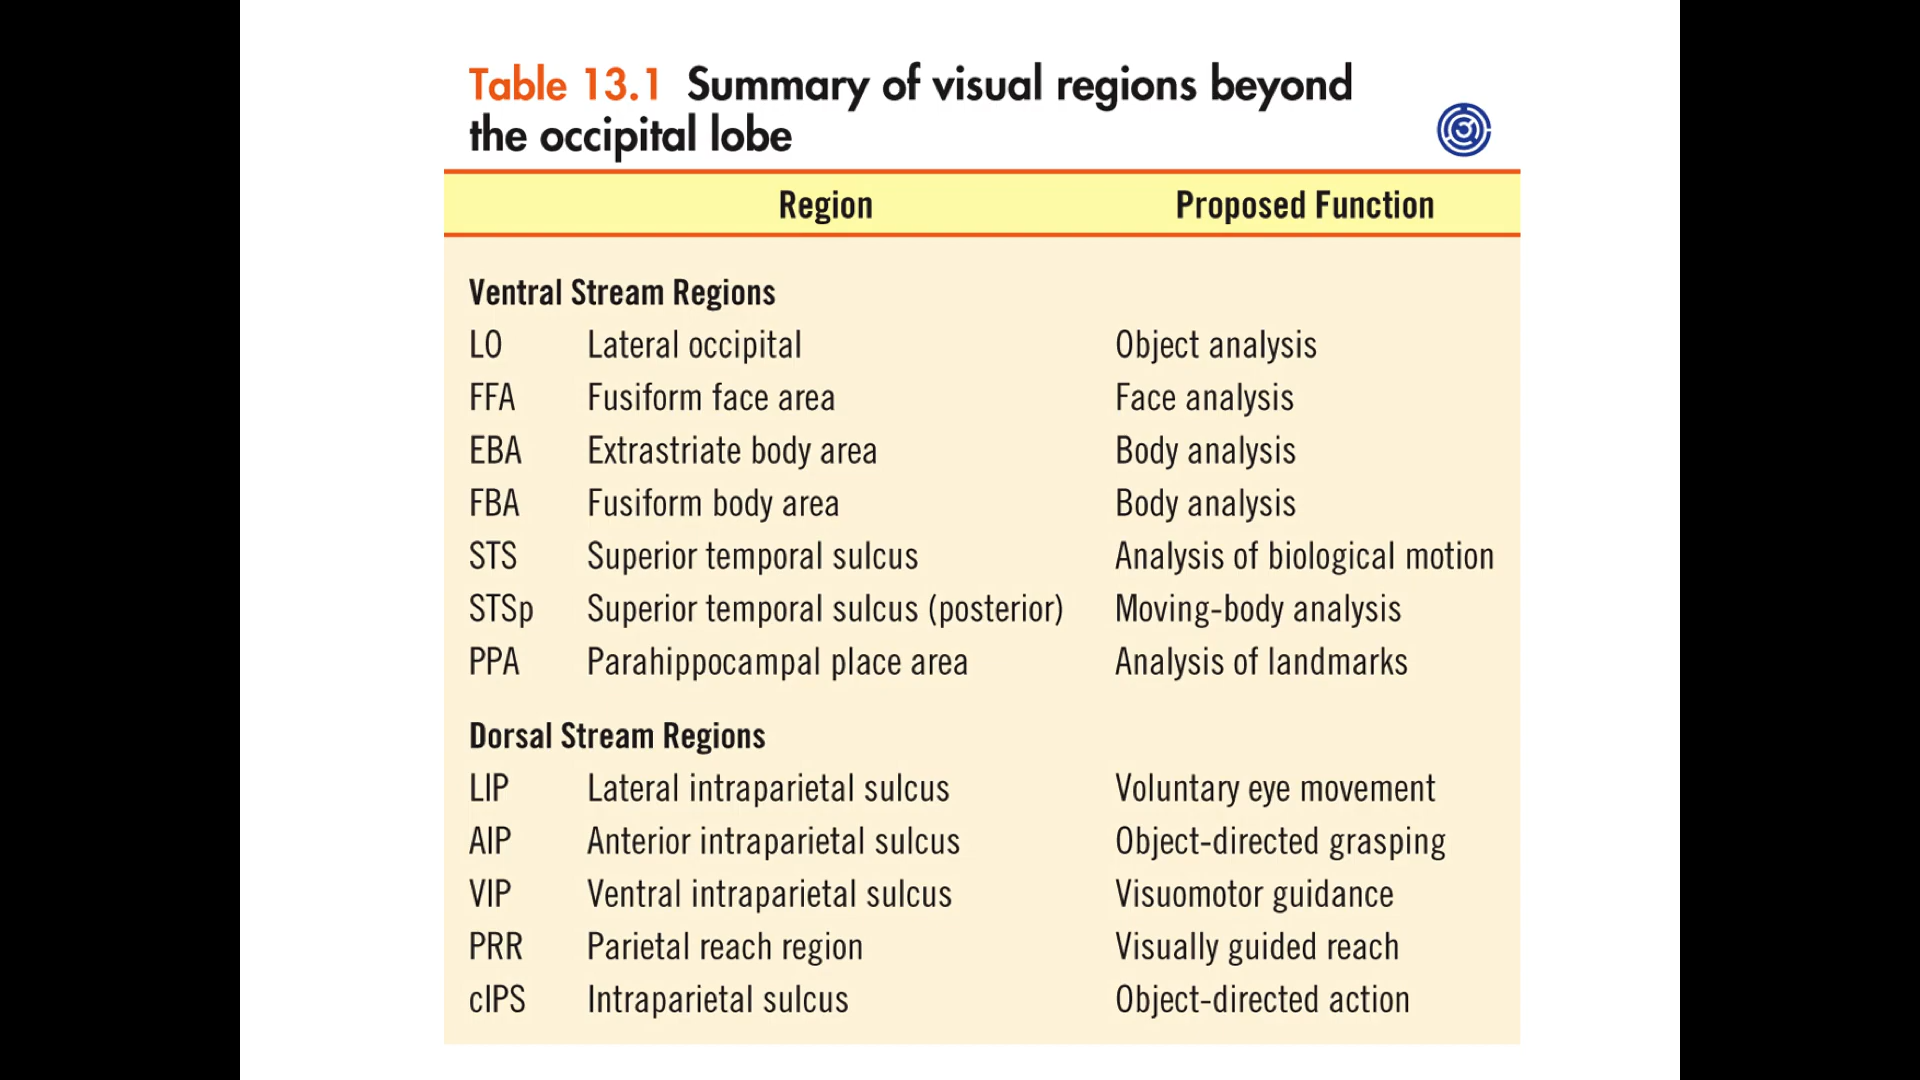 Table 13.1 Summary of visual regions beyond
the occipital lobe
Region Proposed Function
Ventral Stream Regions
LO Lateral occipital Object analysis
FFA Fusiform face area Face analysis
EBA Extrastriate body area Body analysis
FBA Fusiform body area Body analysis
STS Superior temporal sulcus Analysis of biological motion
STSp Superior temporal sulcus (posterior) Moving-body analysis
PPA Parahippocampal place area Analysis of landmarks
Dorsal Stream Regions
LIP Lateral intraparietal sulcus Voluntary eye movement
AIP Anterior intraparietal sulcus Object-directed grasping
VIP Ventral intraparietal sulcus Visuomotor guidance
PRR Parietal reach region Visually guided reach
cIPS Intraparietal sulcus Object-directed action